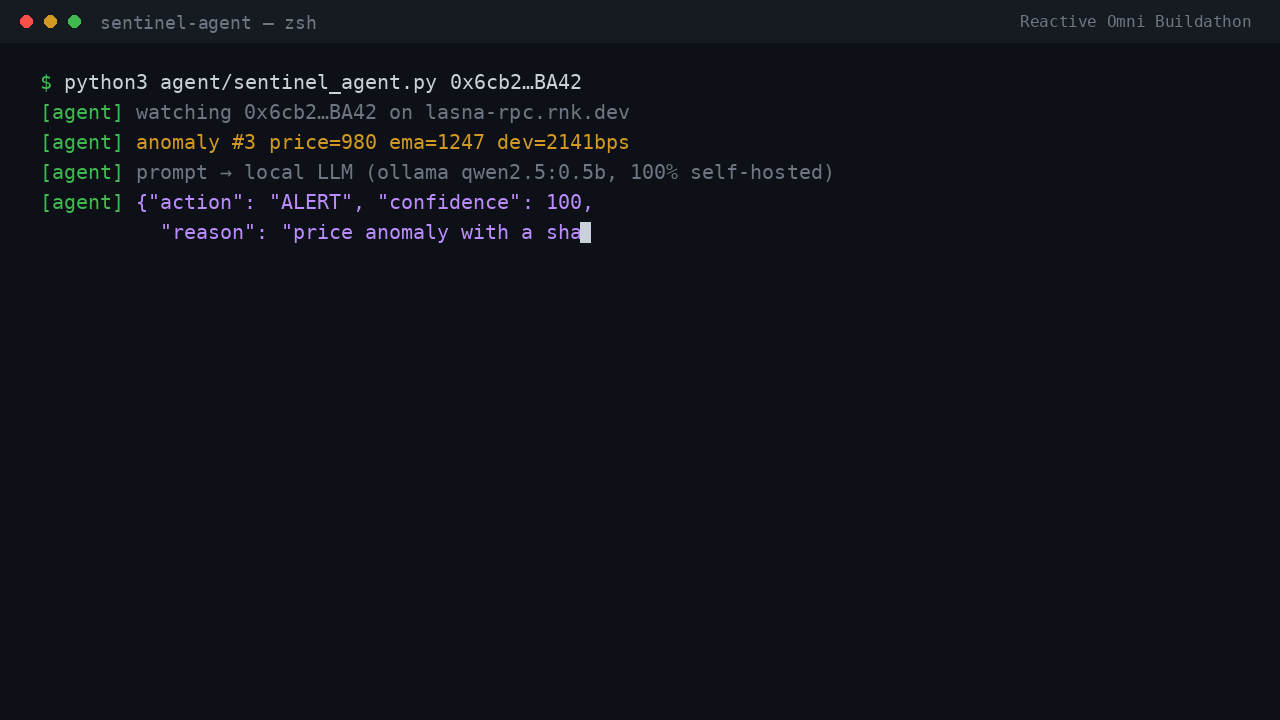 sentinel-agent — zsh
Reactive Omni Buildathon
$ python3 agent/sentinel_agent.py 0x6cb2…BA42
[agent] watching 0x6cb2…BA42 on lasna-rpc.rnk.dev
[agent] anomaly #3 price=980 ema=1247 dev=2141bps
[agent] prompt → local LLM (ollama qwen2.5:0.5b, 100% self-hosted)
[agent] {"action": "ALERT", "confidence": 100,
"reason": "price anomaly with a sha